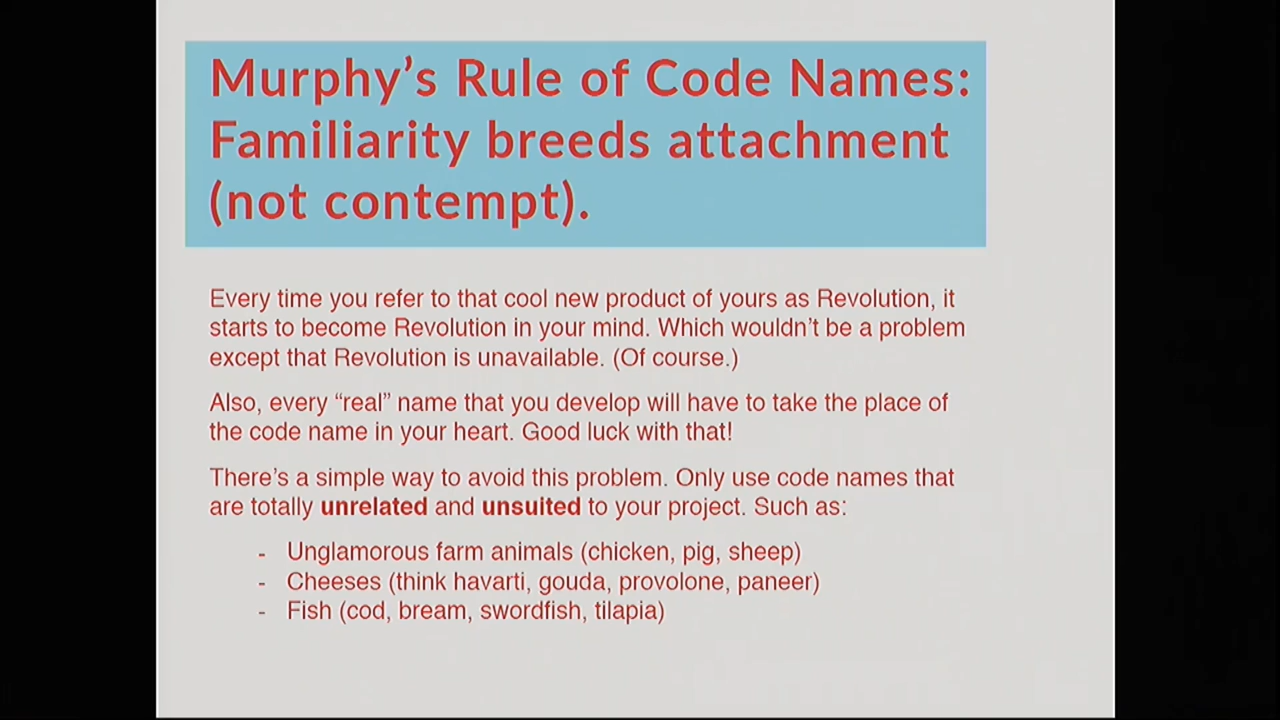 Murphy’s Rule of Code Names:
Familiarity breeds attachment
(not contempt).
Every time you refer to that cool new product of yours as Revolution, it
starts to become Revolution in your mind. Which wouldn’t be a problem
except that Revolution is unavailable. (Of course.)
Also, every “real” name that you develop will have to take the place of
the code name in your heart. Good luck with that!
There’s a simple way to avoid this problem. Only use code names that
are totally unrelated and unsuited to your project. Such as:
- Unglamorous farm animals (chicken, pig, sheep)
- Cheeses (think havarti, gouda, provolone, paneer)
- Fish (cod, bream, swordfish, tilapia)